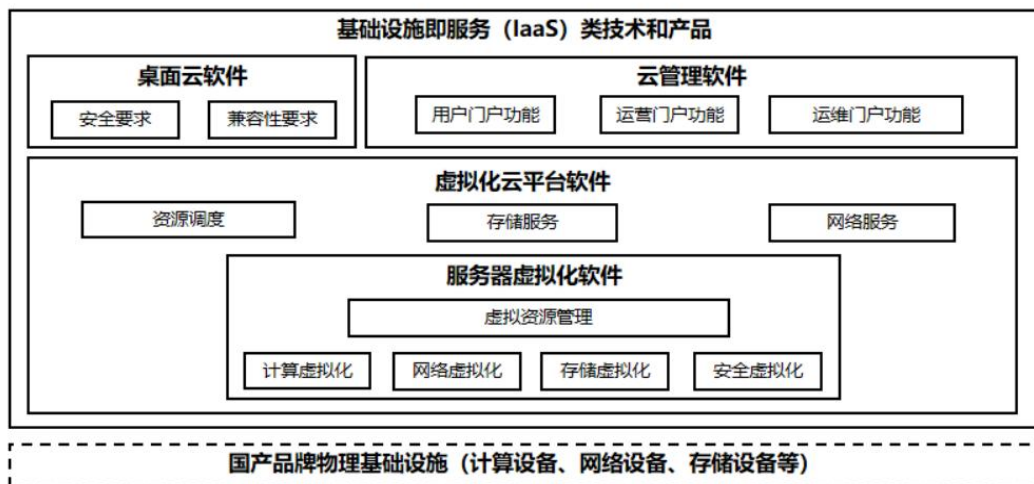 基础设施即服务（IaaS）类技术和产品
桌面云软件
安全要求
兼容性要求
云管理软件
用户门户功能
运营门户功能
运维门户功能
虚拟化云平台软件
资源调度
存储服务
网络服务
服务器虚拟化软件
虚拟资源管理
计算虚拟化
网络虚拟化
存储虚拟化
安全虚拟化
国产品牌物理基础设施（计算设备、网络设备、存储设备等）